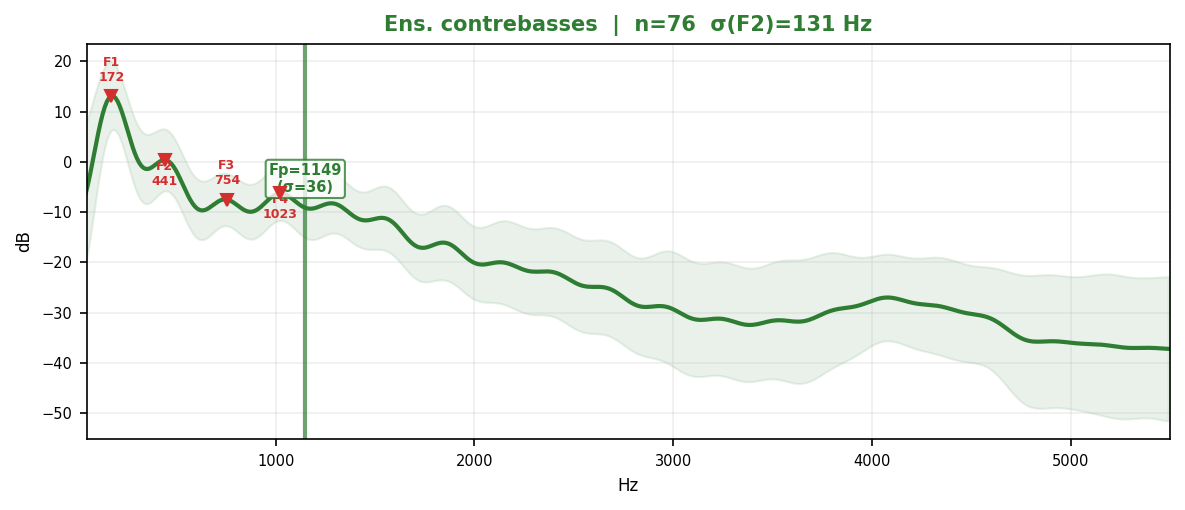 Ens. contrebasses | n=76 σ(F2)=131 Hz
20
10
0
−10
−20
−30
−40
−50
dB
F1
172
F2
441
F3
754
F4
1023
Fp=1149
(σ=36)
1000
2000
3000
4000
5000
Hz